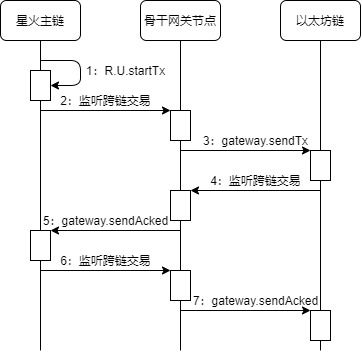 星火主链
骨干网关节点
以太坊链
1：R.U.startTx
2：监听跨链交易
3：gateway.sendTx
4：监听跨链交易
5：gateway.sendAcked
6：监听跨链交易
7：gateway.sendAcked